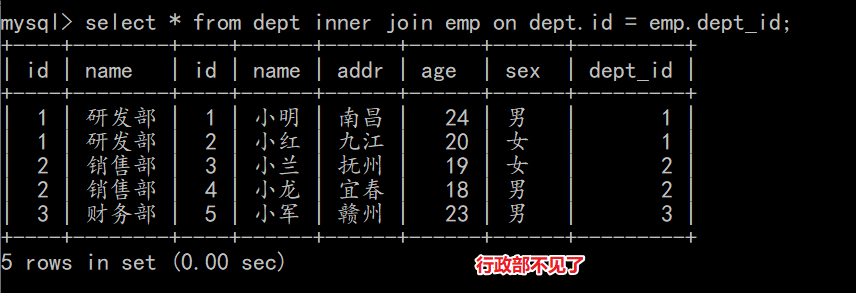 mysql> select * from dept inner join emp on dept.id = emp.dept_id;
+----+--------+----+------+------+------+------+---------+
| id | name | id | name | addr | age | sex | dept_id |
+----+--------+----+------+------+------+------+---------+
| 1 | 研发部 | 1 | 小明 | 南昌 | 24 | 男 | 1 |
| 1 | 研发部 | 2 | 小红 | 九江 | 20 | 女 | 1 |
| 2 | 销售部 | 3 | 小兰 | 抚州 | 19 | 女 | 2 |
| 2 | 销售部 | 4 | 小龙 | 宜春 | 18 | 男 | 2 |
| 3 | 财务部 | 5 | 小军 | 赣州 | 23 | 男 | 3 |
+----+--------+----+------+------+------+------+---------+
5 rows in set (0.00 sec)
行政部不见了